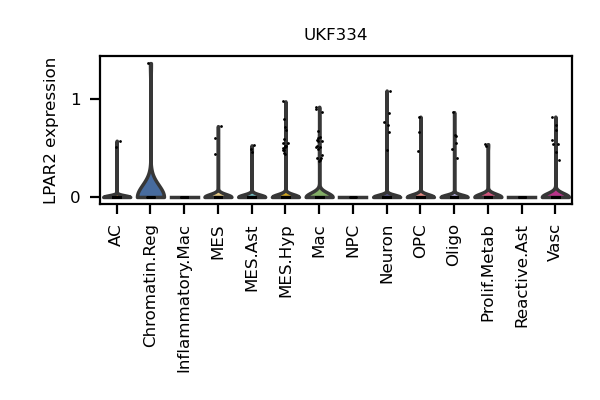 UKF334
LPAR2 expression
1
0
AC
Chromatin.Reg
Inflammatory.Mac
MES
MES.Ast
MES.Hyp
Mac
NPC
Neuron
OPC
Oligo
Prolif.Metab
Reactive.Ast
Vasc